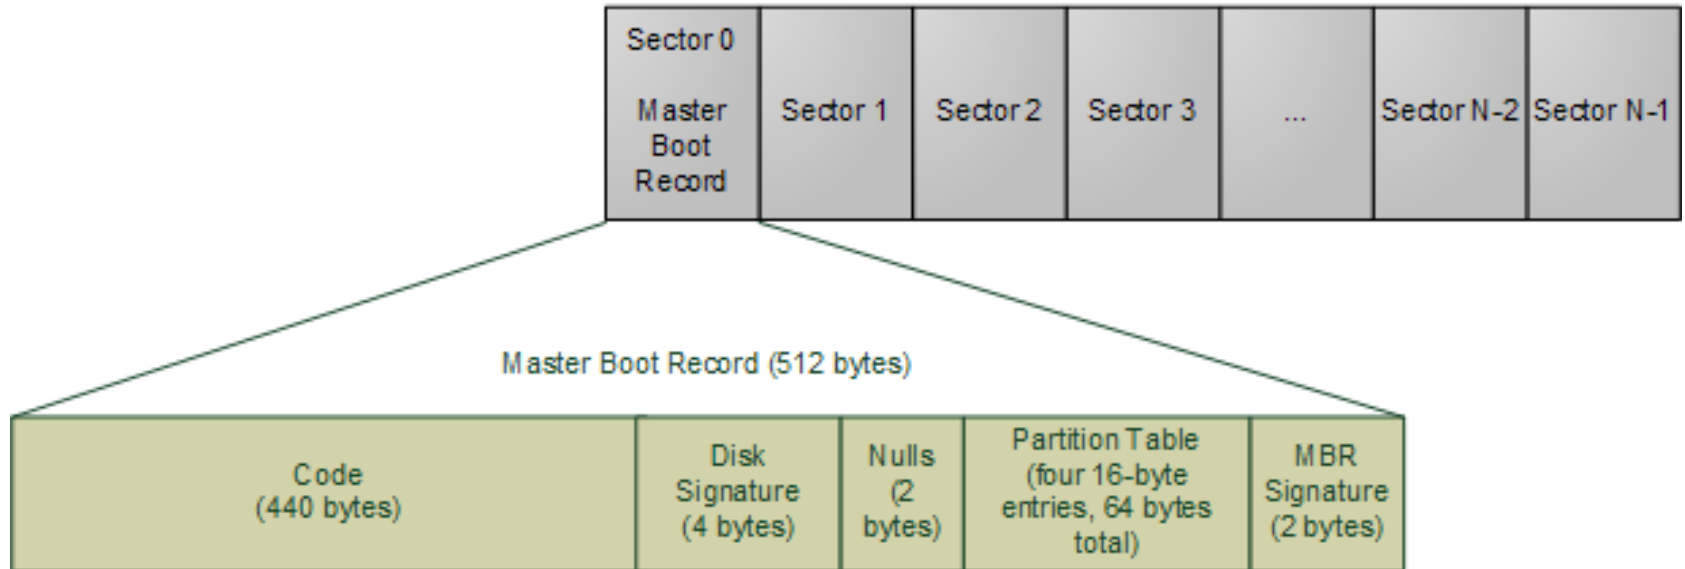 Sector 0
Master
Boot
Record
Sector 1
Sector 2
Sector 3
...
Sector N-2
Sector N-1
Master Boot Record (512 bytes)
Code
(440 bytes)
Disk
Signature
(4 bytes)
Nulls
(2
bytes)
Partition Table
(four 16-byte
entries, 64 bytes
total)
MBR
Signature
(2 bytes)